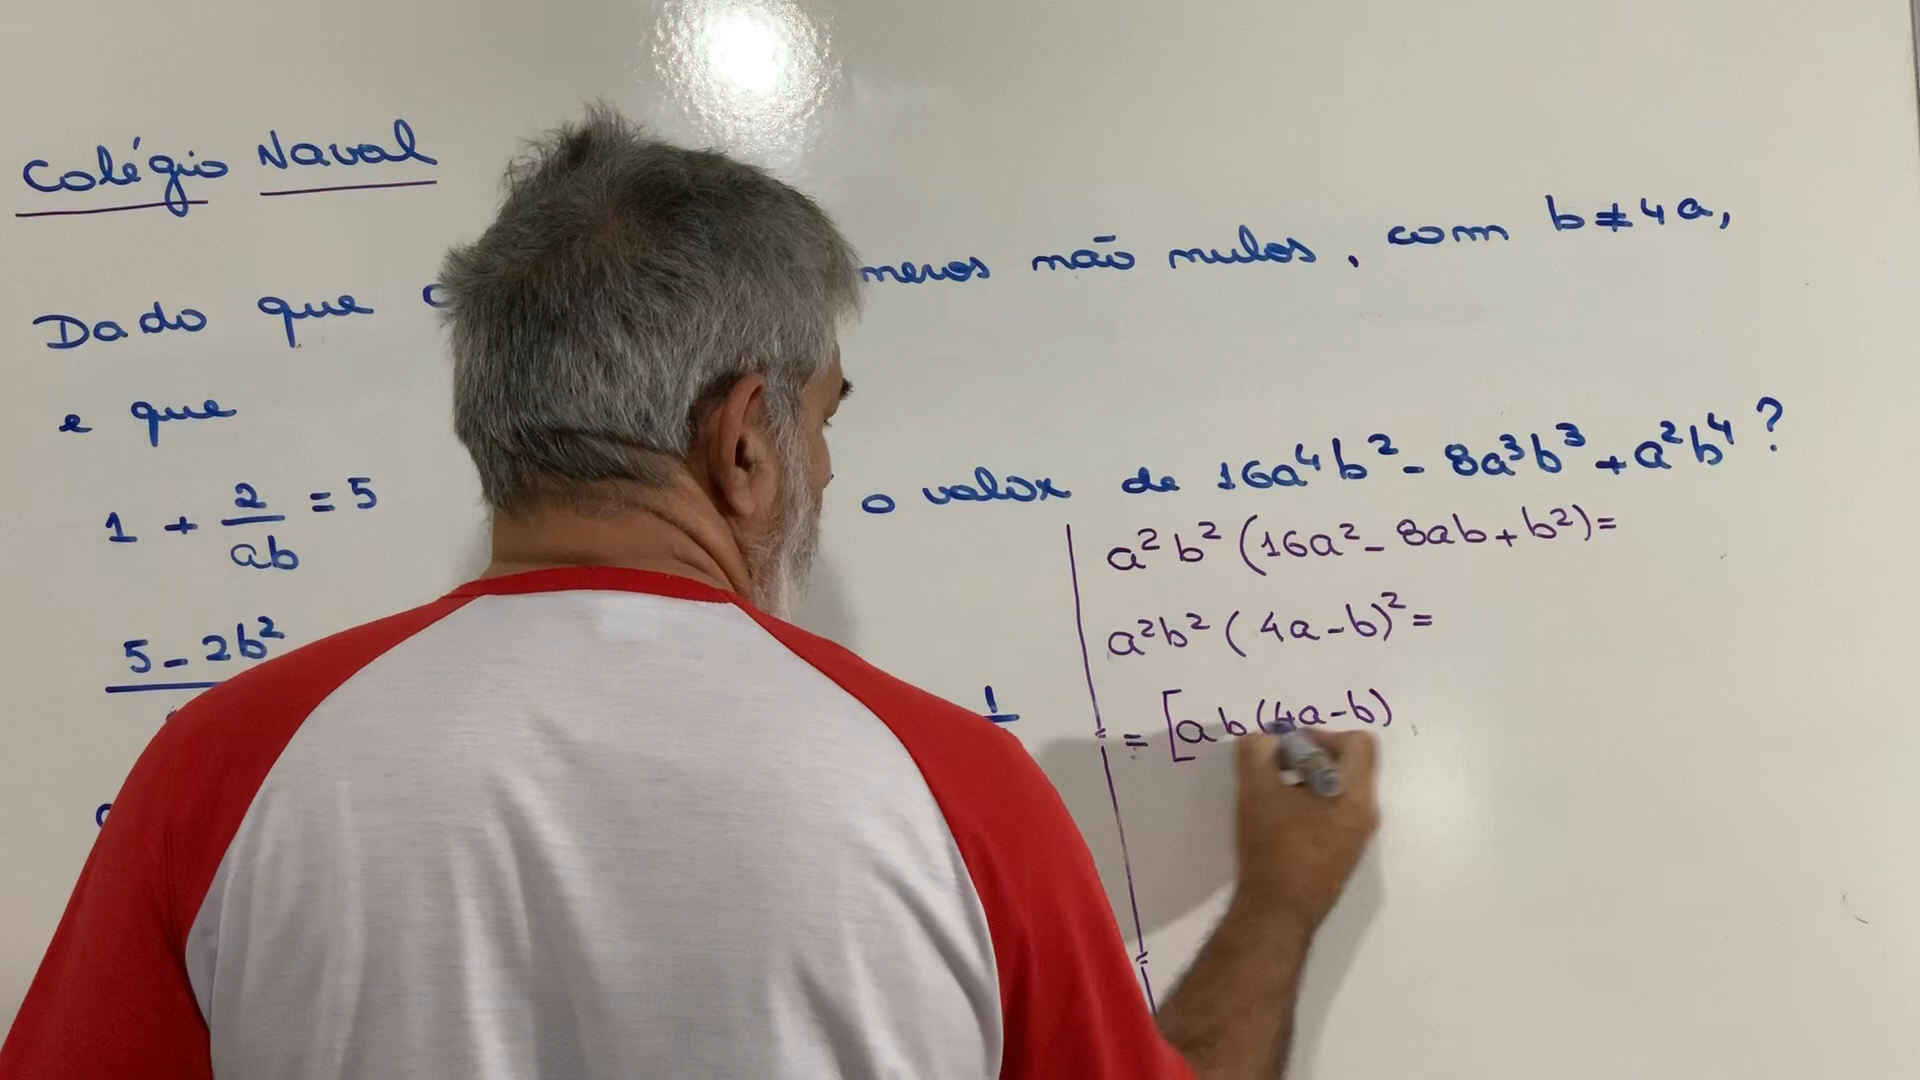 Colégio Naval
Dado que não nulos, com b≠4a,
e que
o valor de 16a⁴b² - 8a³b³ + a²b⁴ ?
1 + 2/ab = 5
a²b² (16a² - 8ab + b²) =
5 - 2b²
a²b² (4a - b)² =
= [ab(4a - b)